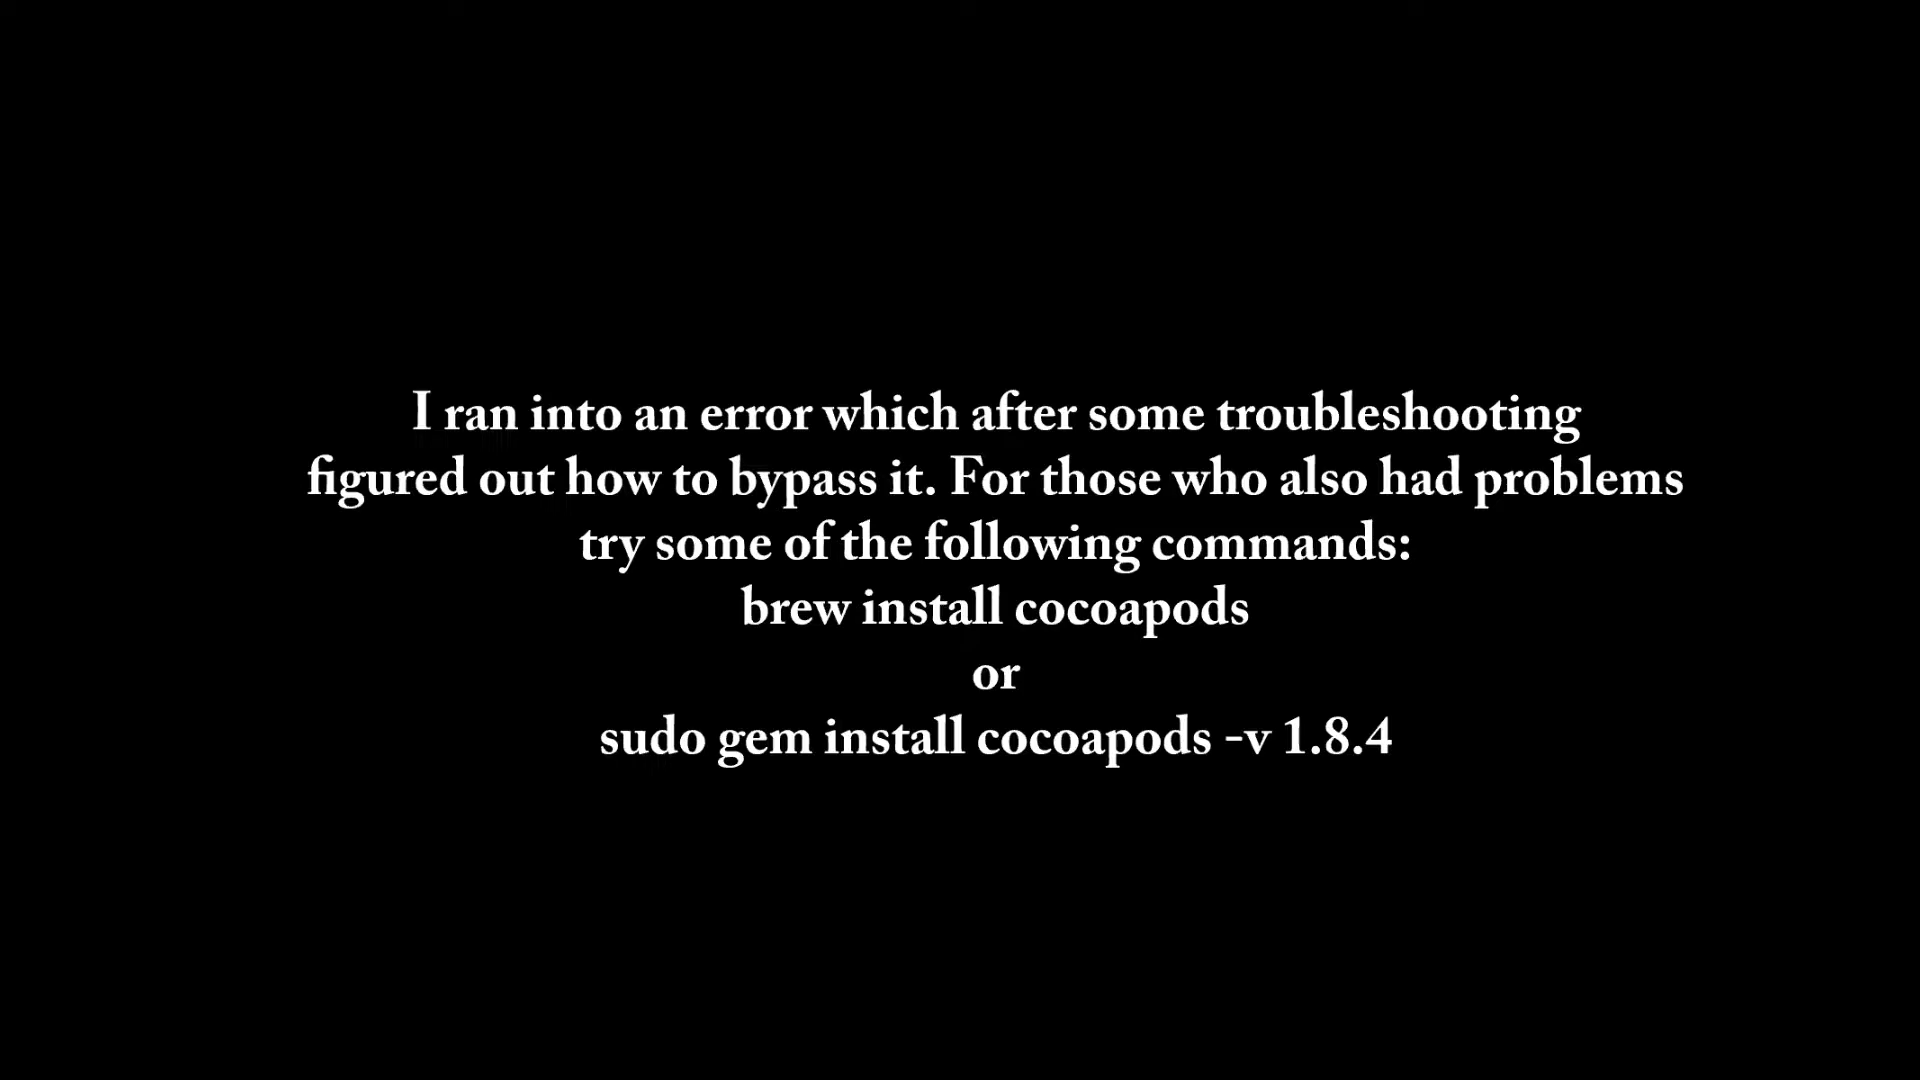 I ran into an error which after some troubleshooting
figured out how to bypass it. For those who also had problems
try some of the following commands:
brew install cocoapods
or
sudo gem install cocoapods -v 1.8.4